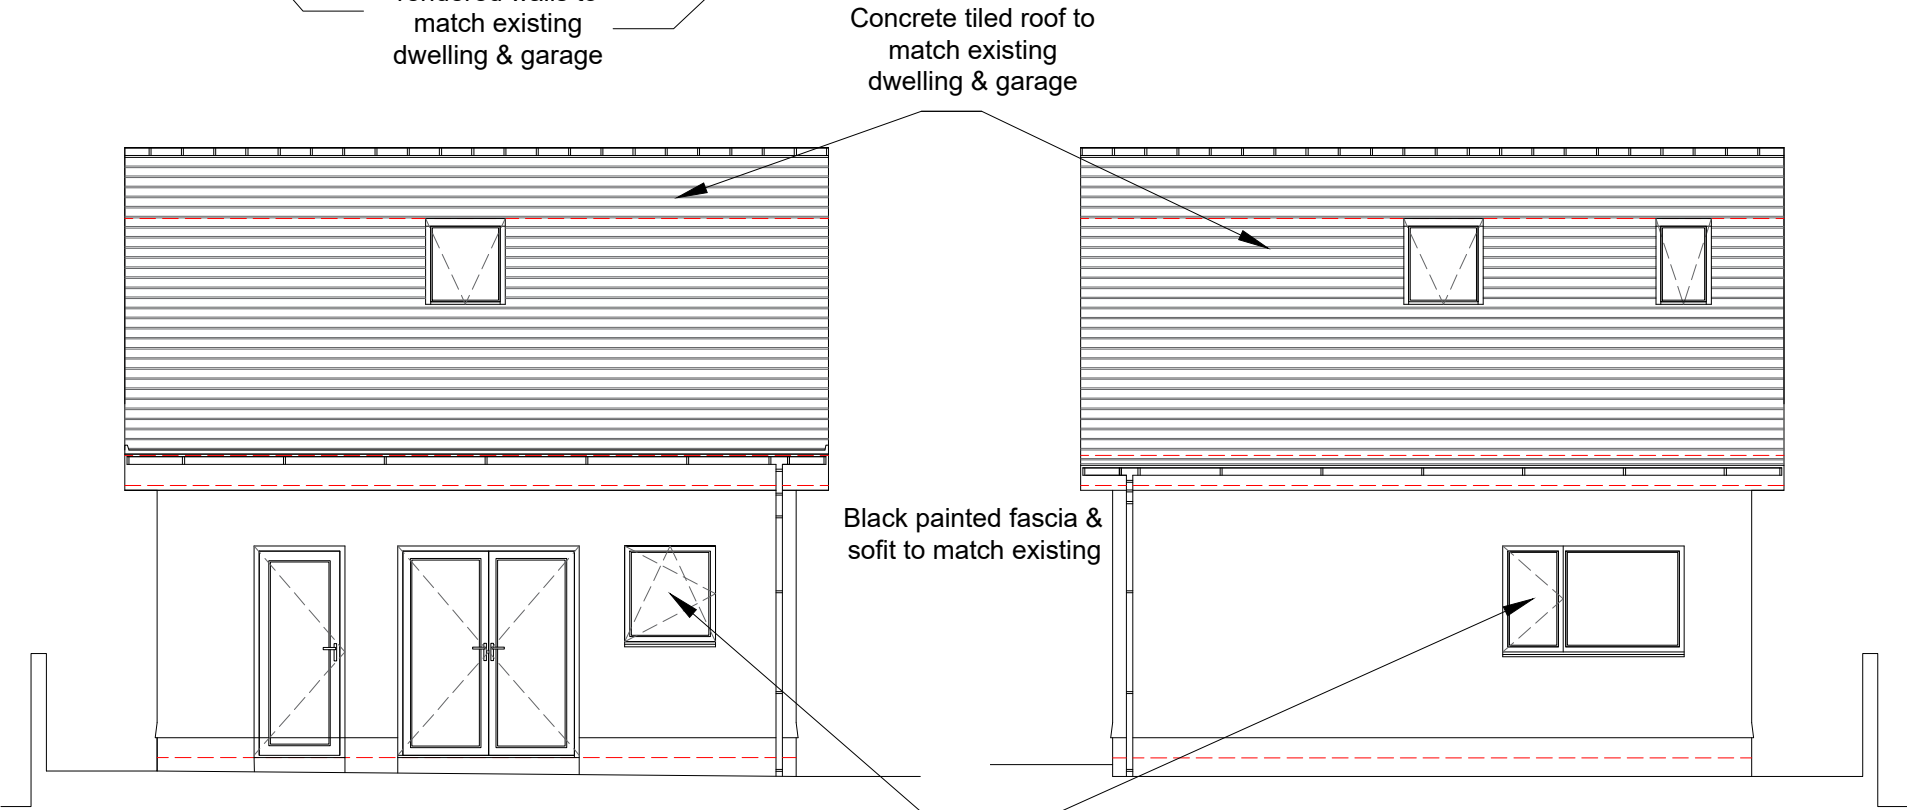 match existing
dwelling & garage
Concrete tiled roof to
match existing
dwelling & garage
Black painted fascia &
sofit to match existing